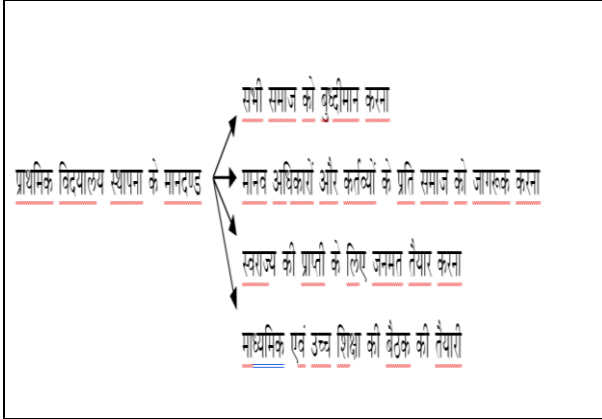 सभी समाज को बुध्दीमान करना
प्राथमिक विदयालय स्थापना के मानदण्ड
मानव अधिकारों और कर्तव्यों के प्रति समाज को जागरूक करना
स्वराज्य की प्राप्ती के लिए जनमत तैयार करना
माध्यमिक एवं उच्च शिक्षा की बैठक की तैयारी